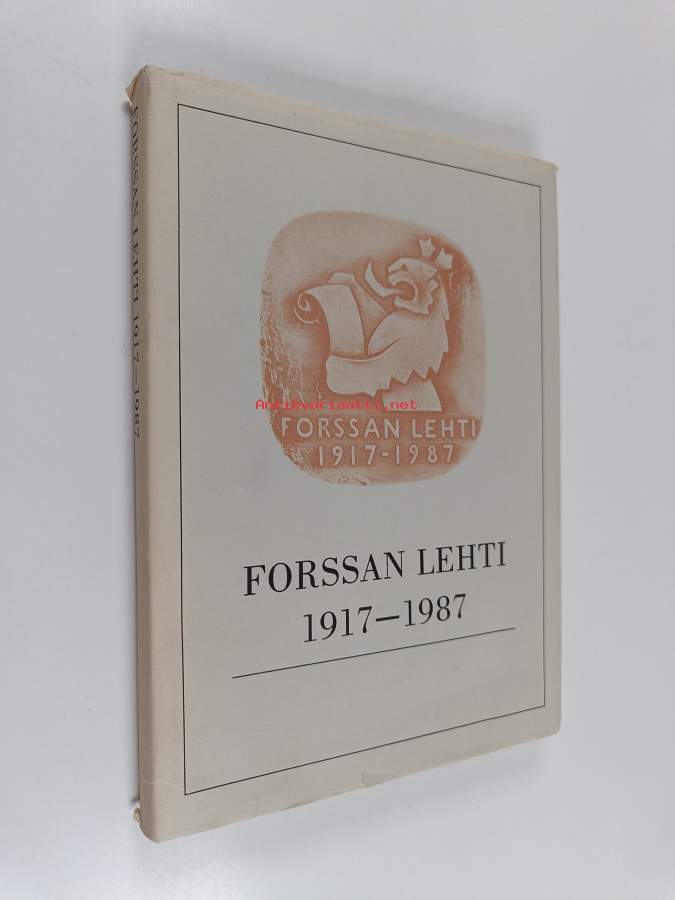 FORSSAN LEHTI 1917-1987
Antikvariaatti.net
FORSSAN LEHTI
1917-1987
FORSSAN LEHTI
1917—1987